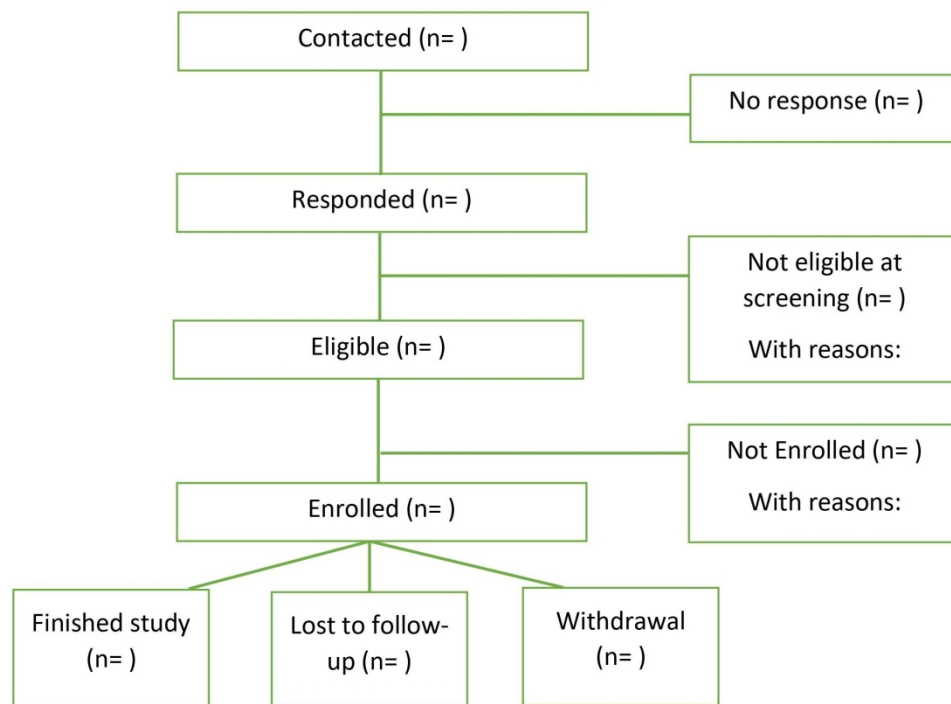 Contacted (n= )
No response (n= )
Responded (n= )
Not eligible at
screening (n= )
With reasons:
Eligible (n= )
Not Enrolled (n= )
With reasons:
Enrolled (n= )
Finished study
(n= )
Lost to follow-
up (n= )
Withdrawal
(n= )